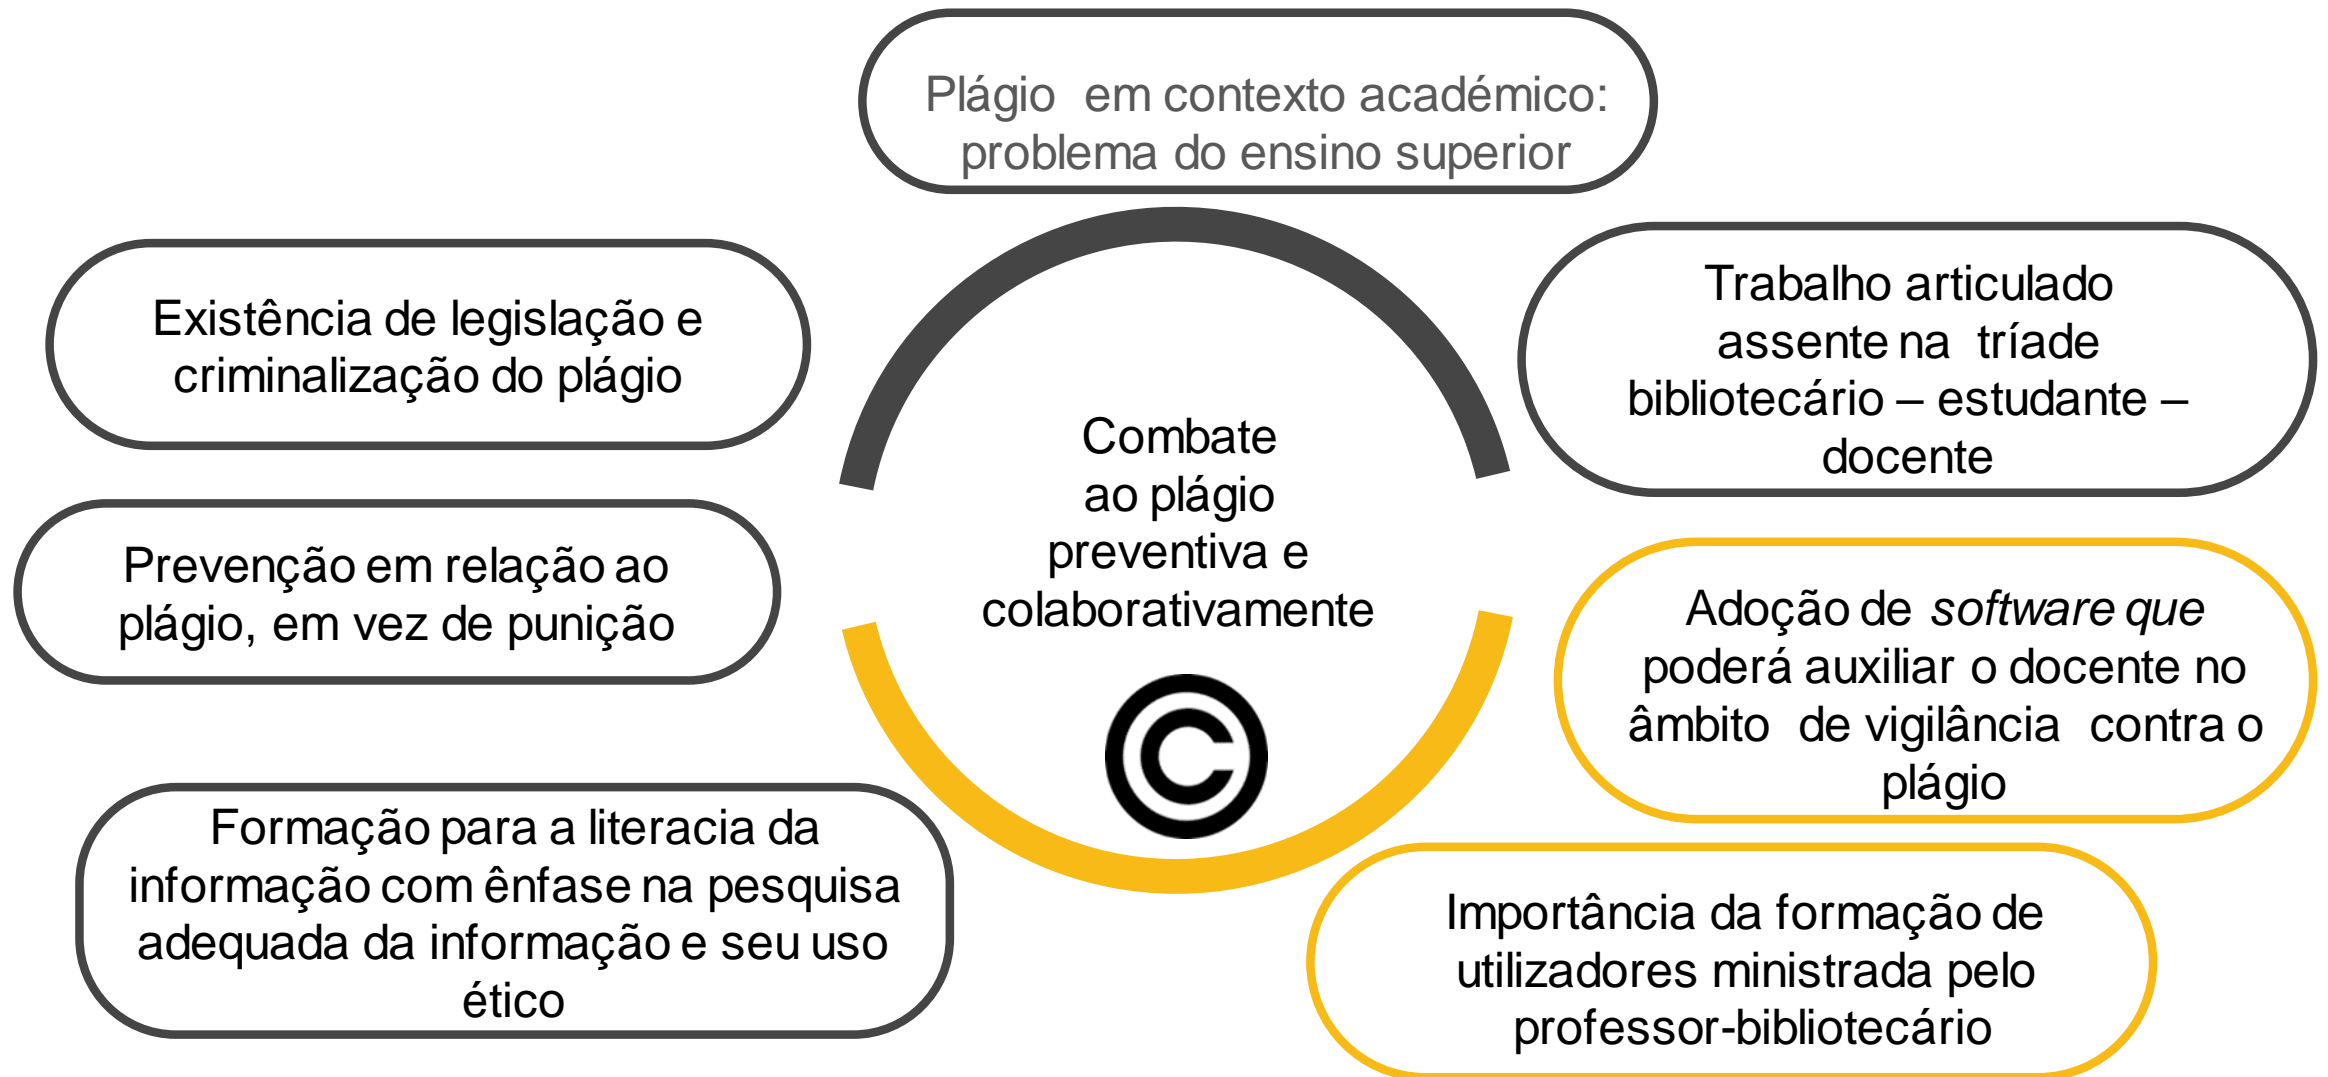 Plágio em contexto académico:
problema do ensino superior
Existência de legislação e
criminalização do plágio
Trabalho articulado
assente na tríade
bibliotecário – estudante –
docente
Combate
ao plágio
preventiva e
colaborativamente
©
Prevenção em relação ao
plágio, em vez de punição
Adoção de software que
poderá auxiliar o docente no
âmbito de vigilância contra o
plágio
Formação para a literacia da
informação com ênfase na pesquisa
adequada da informação e seu uso
ético
Importância da formação de
utilizadores ministrada pelo
professor-bibliotecário